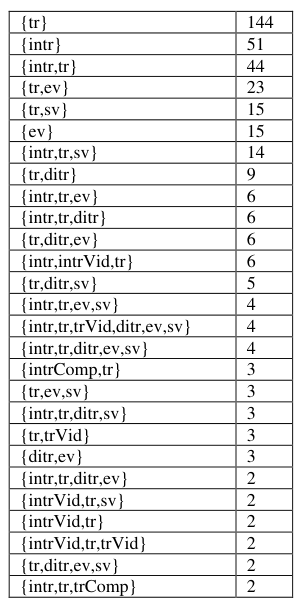 {tr} 144
{intr} 51
{intr,tr} 44
{tr,ev} 23
{tr,sv} 15
{ev} 15
{intr,tr,sv} 14
{tr,ditr} 9
{intr,tr,ev} 6
{intr,tr,ditr} 6
{tr,ditr,ev} 6
{intr,intrVid,tr} 6
{tr,ditr,sv} 5
{intr,tr,ev,sv} 4
{intr,tr,trVid,ditr,ev,sv} 4
{intr,tr,ditr,ev,sv} 4
{intrComp,tr} 3
{tr,ev,sv} 3
{intr,tr,ditr,sv} 3
{tr,trVid} 3
{ditr,ev} 3
{intr,tr,ditr,ev} 2
{intrVid,tr,sv} 2
{intrVid,tr} 2
{intrVid,tr,trVid} 2
{tr,ditr,ev,sv} 2
{intr,tr,trComp} 2